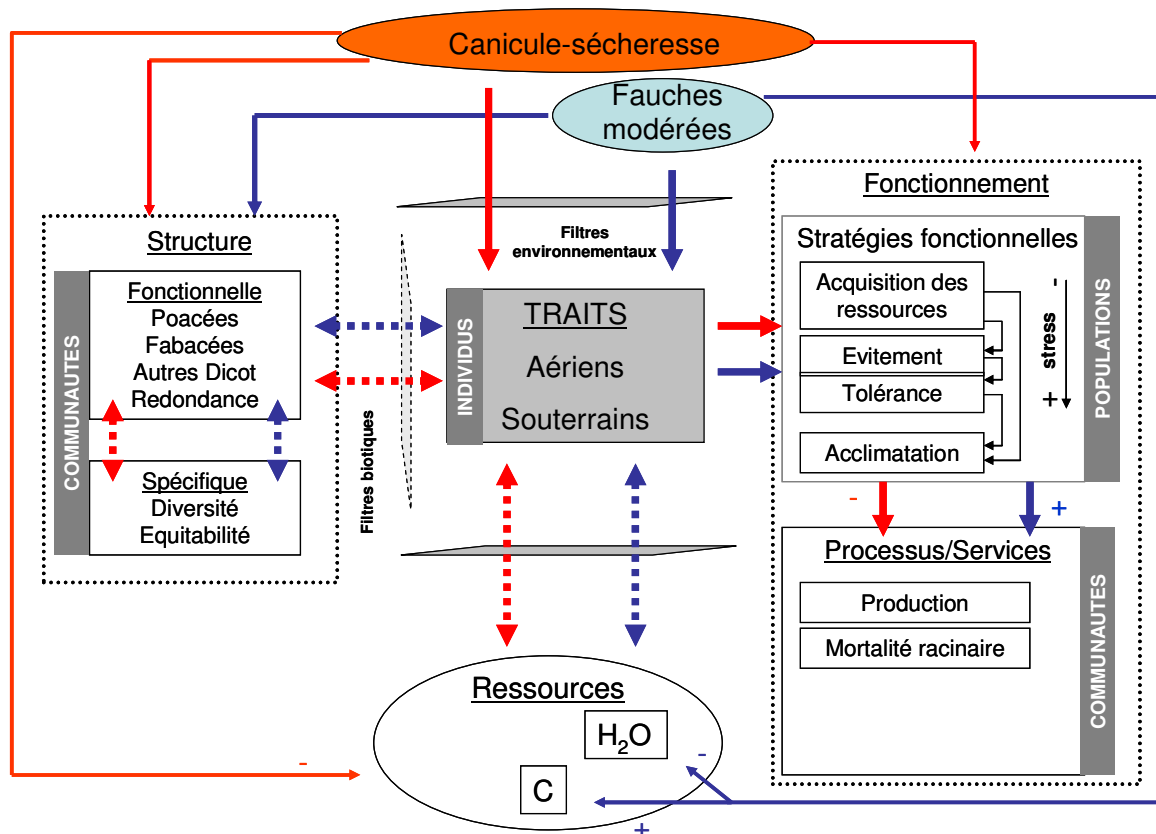 Canicule-sécheresse
Fauches
modérées
Structure
COMMUNAUTES
Fonctionnelle
Poacées
Fabacées
Autres Dicot
Redondance
Spécifique
Diversité
Equitabilité
Filtres
environnementaux
Filtres biotiques
INDIVIDUS
TRAITS
Aériens
Souterrains
Fonctionnement
Stratégies fonctionnelles
Acquisition des
ressources
Evitement
Tolérance
Acclimatation
+ stress -
POPULATIONS
-
+
Processus/Services
Production
Mortalité racinaire
COMMUNAUTES
Ressources
H₂O
C
-
-
+